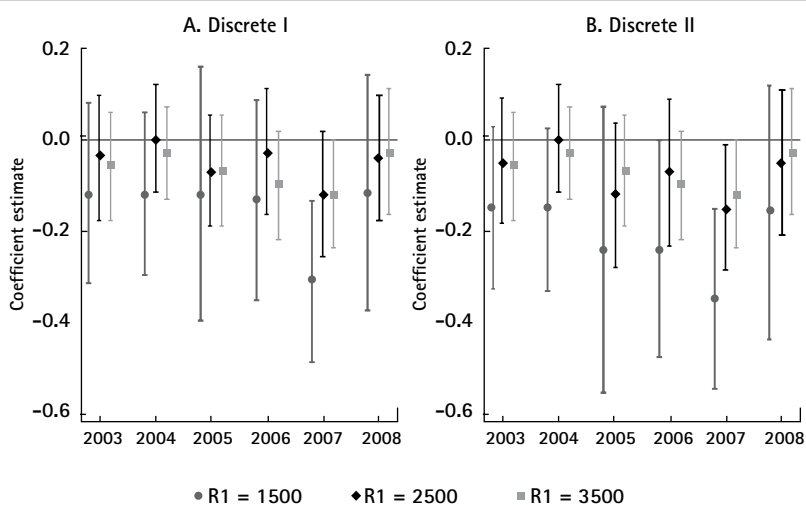 A. Discrete I
0.2
0.0
−0.2
−0.4
−0.6
Coefficient estimate
2003 2004 2005 2006 2007 2008
B. Discrete II
0.2
0.0
−0.2
−0.4
−0.6
Coefficient estimate
2003 2004 2005 2006 2007 2008
R1 = 1500 R1 = 2500 R1 = 3500